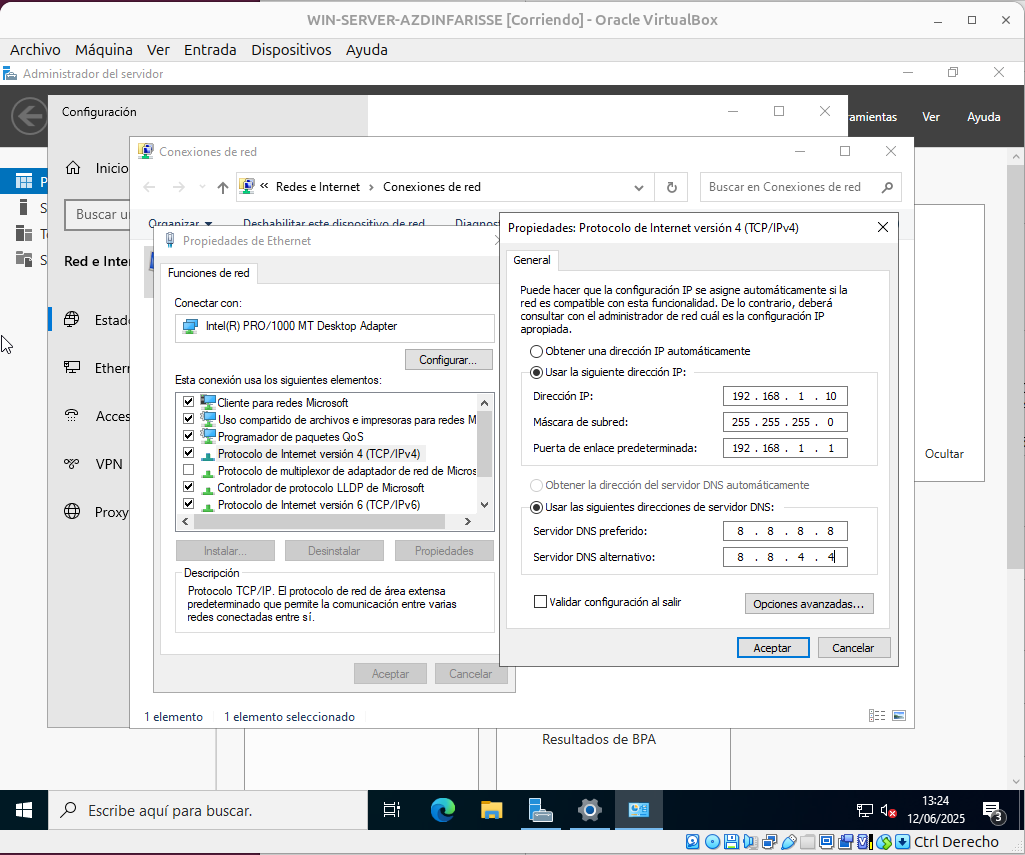 WIN-SERVER-AZDINFARISSE [Corriendo] - Oracle VirtualBox
Archivo Máquina Ver Entrada Dispositivos Ayuda
Administrador del servidor
Configuración
Ver Ayuda
Inicio
Conexiones de red
Redes e Internet Conexiones de red
Buscar en Conexiones de red
Buscar
Organizar Deshabilitar este dispositivo de red
Propiedades de Ethernet
Funciones de red
Conectar con:
Intel(R) PRO/1000 MT Desktop Adapter
Configurar...
Esta conexión usa los siguientes elementos:
Cliente para redes Microsoft
Uso compartido de archivos e impresoras para redes M
Programador de paquetes QoS
Protocolo de Internet versión 4 (TCP/IPv4)
Protocolo de multiplexor de adaptador de red de Micros
Controlador de protocolo LLDP de Microsoft
Protocolo de Internet versión 6 (TCP/IPv6)
Instalar... Desinstalar Propiedades
Descripción
Protocolo TCP/IP. El protocolo de red de área extensa
predeterminado que permite la comunicación entre varias
redes conectadas entre sí.
Aceptar Cancelar
Propiedades: Protocolo de Internet versión 4 (TCP/IPv4)
General
Puede hacer que la configuración IP se asigne automáticamente si la
red es compatible con esta funcionalidad. De lo contrario, deberá
consultar con el administrador de red cuál es la configuración IP
apropiada.
Obtener una dirección IP automáticamente
Usar la siguiente dirección IP:
Dirección IP: 192 . 168 . 1 . 10
Máscara de subred: 255 . 255 . 255 . 0
Puerta de enlace predeterminada: 192 . 168 . 1 . 1
Obtener la dirección del servidor DNS automáticamente
Usar las siguientes direcciones de servidor DNS:
Servidor DNS preferido: 8 . 8 . 8 . 8
Servidor DNS alternativo: 8 . 8 . 4 . 4
Validar configuración al salir
Opciones avanzadas...
Aceptar Cancelar
Red e Inter
Estado
Ether
Acces
VPN
Proxy
Ocultar
1 elemento 1 elemento seleccionado
Resultados de BPA
Escribe aquí para buscar.
13:24
12/06/2025
3
Ctrl Derecho